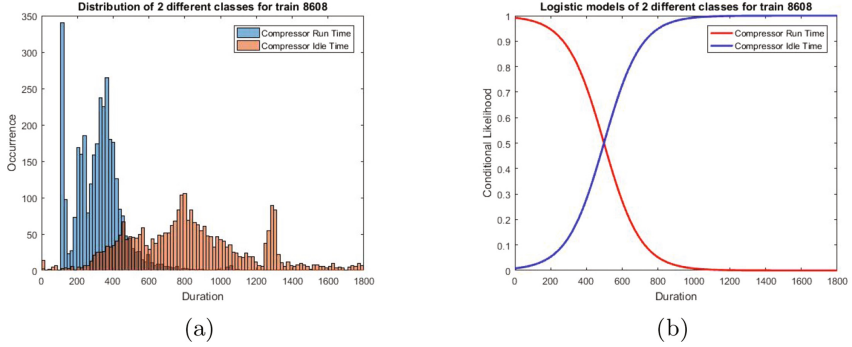 Distribution of 2 different classes for train 8608
350
300
250
200
150
100
50
0
Occurrence
Compressor Run Time
Compressor Idle Time
0 200 400 600 800 1000 1200 1400 1600 1800
Duration
(a)
Logistic models of 2 different classes for train 8608
1
0.9
0.8
0.7
0.6
0.5
0.4
0.3
0.2
0.1
0
Conditional Likelihood
Compressor Run Time
Compressor Idle Time
0 200 400 600 800 1000 1200 1400 1600 1800
Duration
(b)